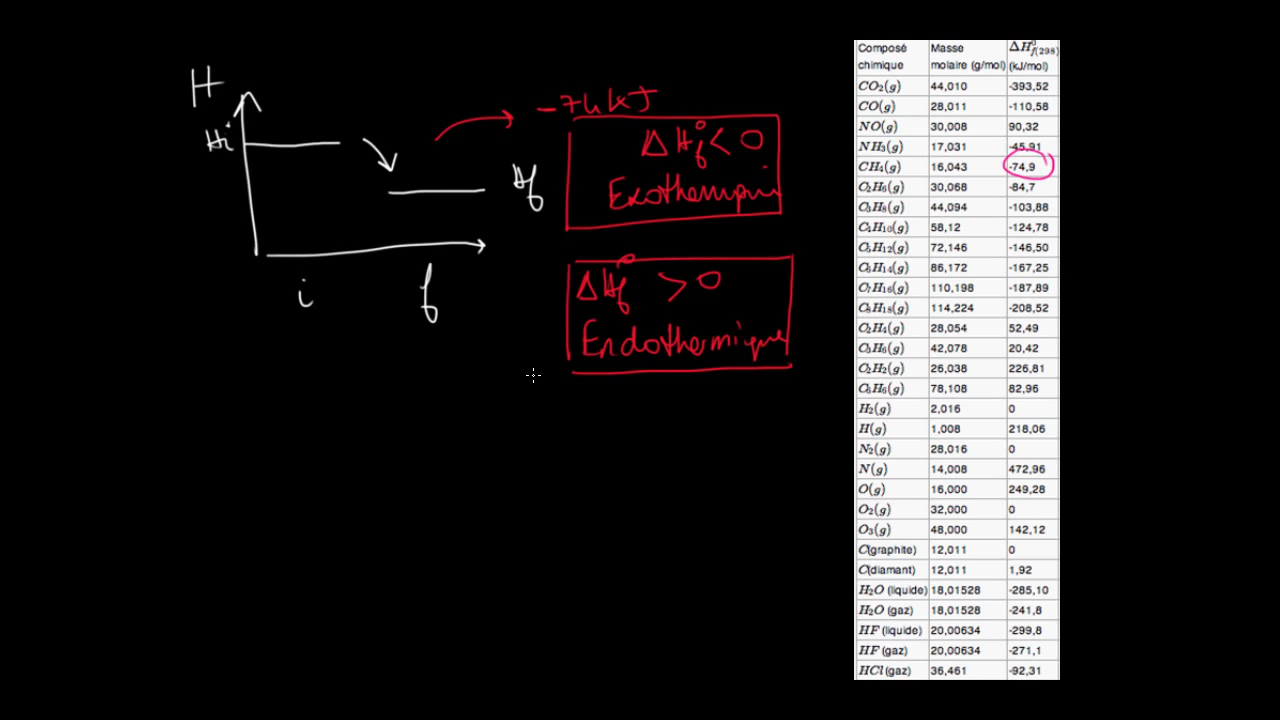 H
Hi
Hf
i
f
-74kJ
ΔHf° < 0
Exothermique
ΔHf° > 0
Endothermique
Composé chimique Masse molaire (g/mol) ΔH⁰f(298) (kJ/mol)
CO₂(g) 44,010 -393,52
CO(g) 28,011 -110,58
NO(g) 30,008 90,32
NH₃(g) 17,031 -45,91
CH₄(g) 16,043 -74,9
C₂H₆(g) 30,068 -84,7
C₃H₈(g) 44,094 -103,88
C₄H₁₀(g) 58,12 -124,78
C₅H₁₂(g) 72,146 -146,50
C₆H₁₄(g) 86,172 -167,25
C₇H₁₆(g) 110,198 -187,89
C₈H₁₈(g) 114,224 -208,52
C₂H₄(g) 28,054 52,49
C₃H₆(g) 42,078 20,42
C₂H₂(g) 26,038 226,81
C₆H₆(g) 78,108 82,96
H₂(g) 2,016 0
H(g) 1,008 218,06
N₂(g) 28,016 0
N(g) 14,008 472,96
O(g) 16,000 249,28
O₂(g) 32,000 0
O₃(g) 48,000 142,12
C(graphite) 12,011 0
C(diamant) 12,011 1,92
H₂O (liquide) 18,01528 -285,10
H₂O (gaz) 18,01528 -241,8
HF (liquide) 20,00634 -299,8
HF (gaz) 20,00634 -271,1
HCl (gaz) 36,461 -92,31